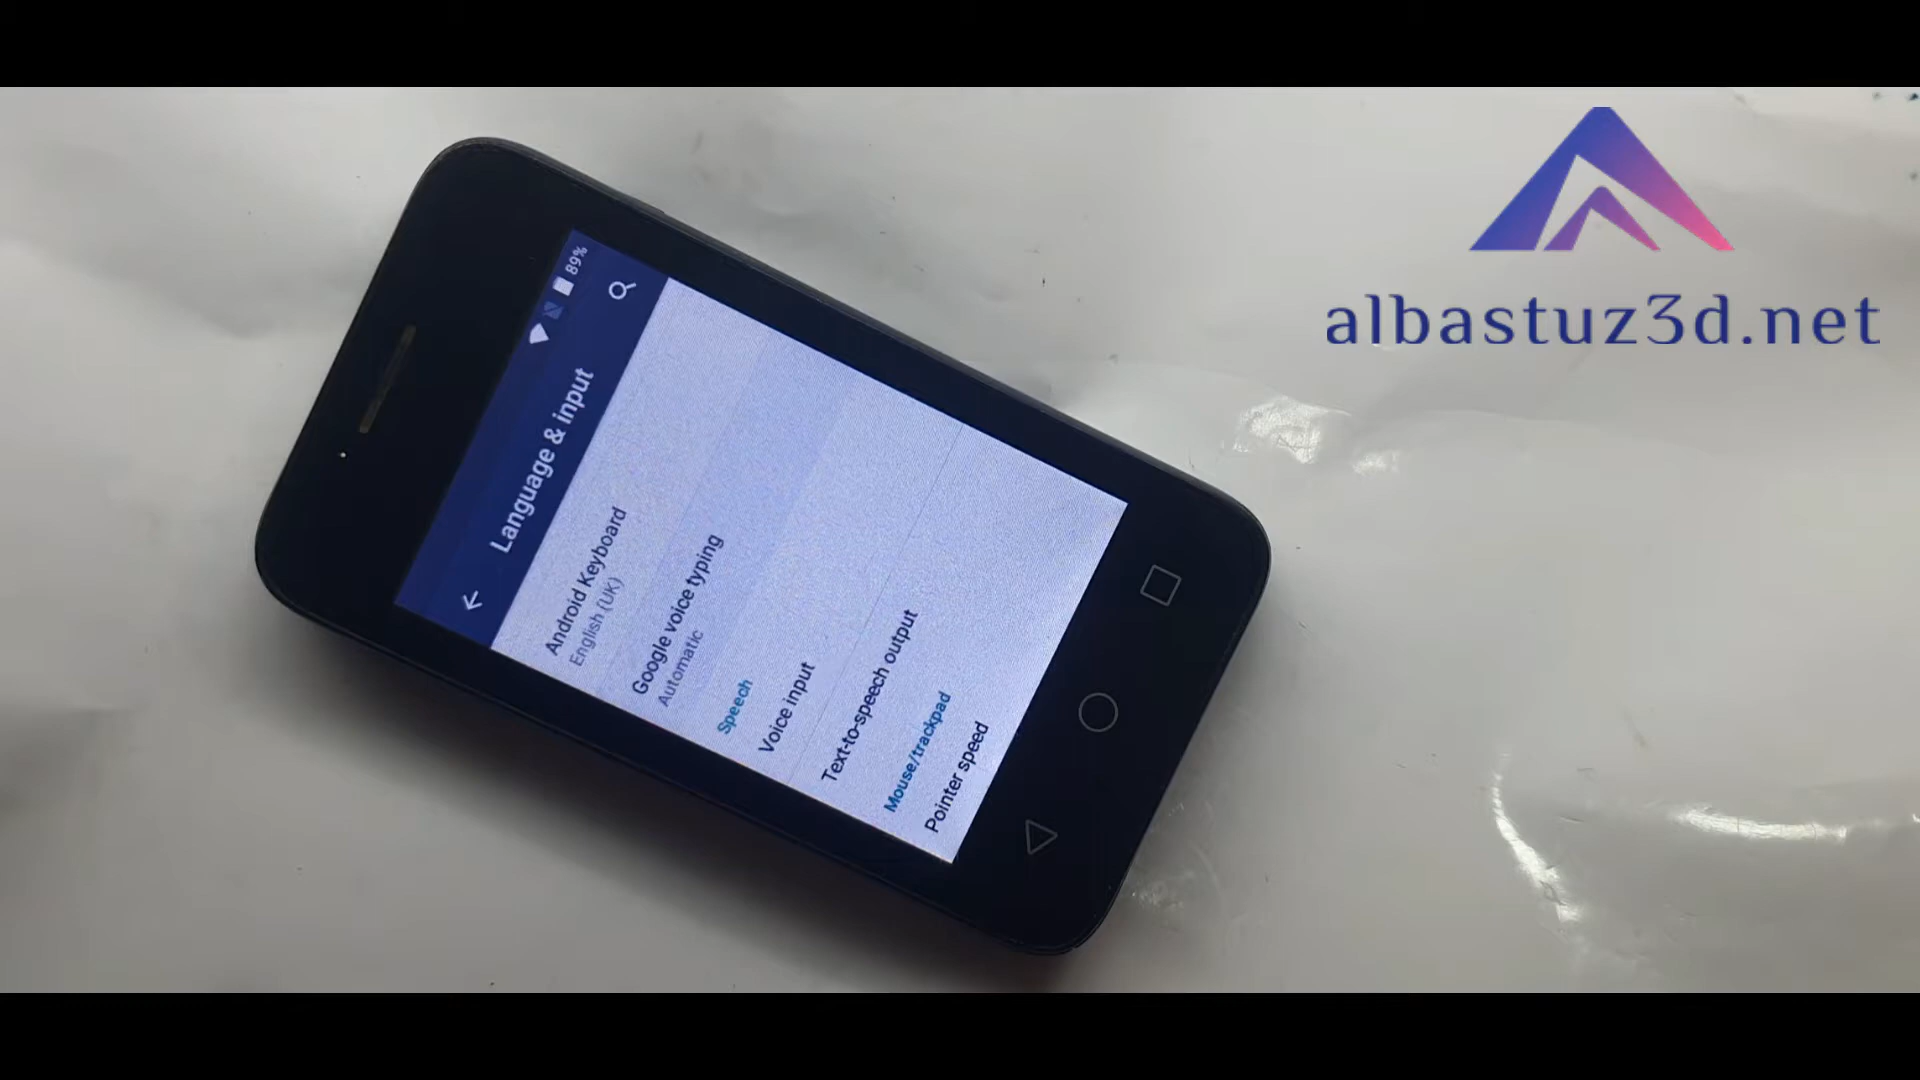 albastuz3d.net
89%
Language & input
Android Keyboard
English (UK)
Google voice typing
Automatic
Speech
Voice input
Text-to-speech output
Mouse/trackpad
Pointer speed